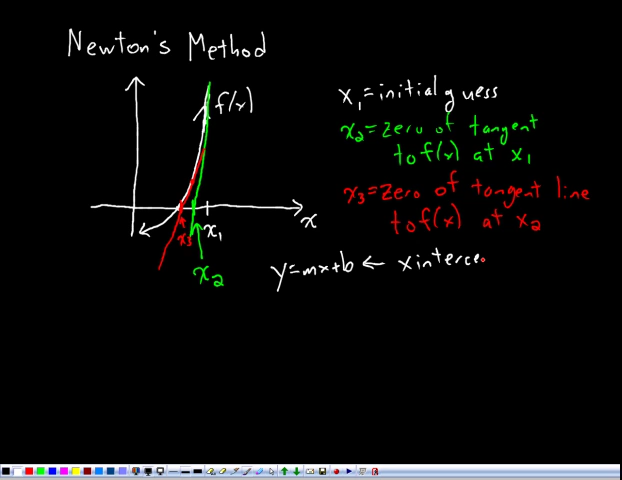 Newton's Method
f(x)
x₁=initial guess
x₂=zero of tangent
to f(x) at x₁
x₃=zero of tangent line
to f(x) at x₂
x₃
x₁
x
x₂
y=mx+b ← x interce